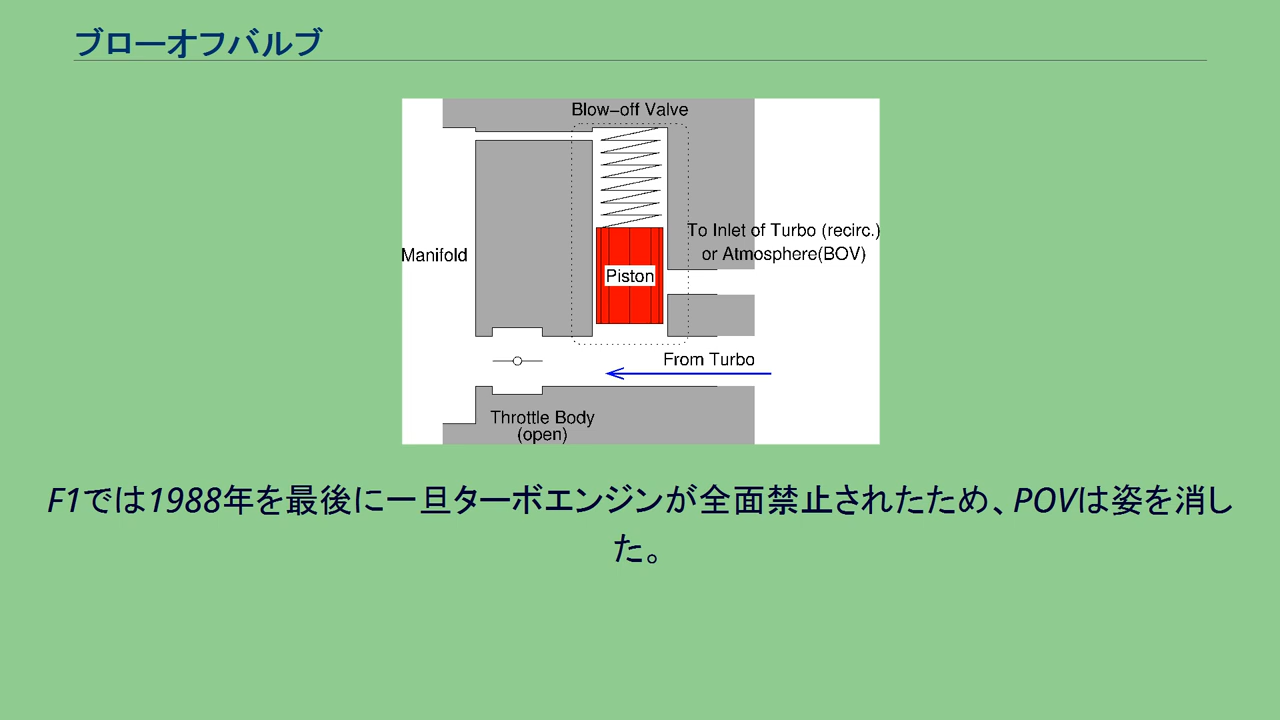 ブローオフバルブ
Blow-off Valve
To Inlet of Turbo (recirc.)
or Atmosphere(BOV)
Manifold
Piston
From Turbo
Throttle Body
(open)
F1では1988年を最後に一旦ターボエンジンが全面禁止されたため、POVは姿を消し
た。